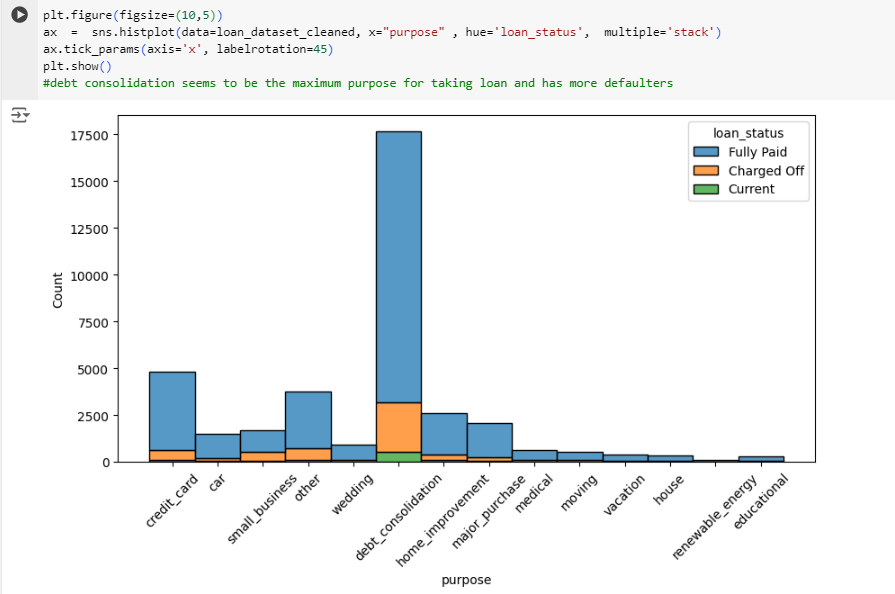 plt.figure(figsize=(10,5))
ax = sns.histplot(data=loan_dataset_cleaned, x="purpose" , hue='loan_status', multiple='stack')
ax.tick_params(axis='x', labelrotation=45)
plt.show()
#debt consolidation seems to be the maximum purpose for taking loan and has more defaulters
loan_status
Fully Paid
Charged Off
Current
17500
15000
12500
10000
7500
5000
2500
0
Count
credit_card
car
small_business
other
wedding
debt_consolidation
home_improvement
major_purchase
medical
moving
vacation
house
renewable_energy
educational
purpose